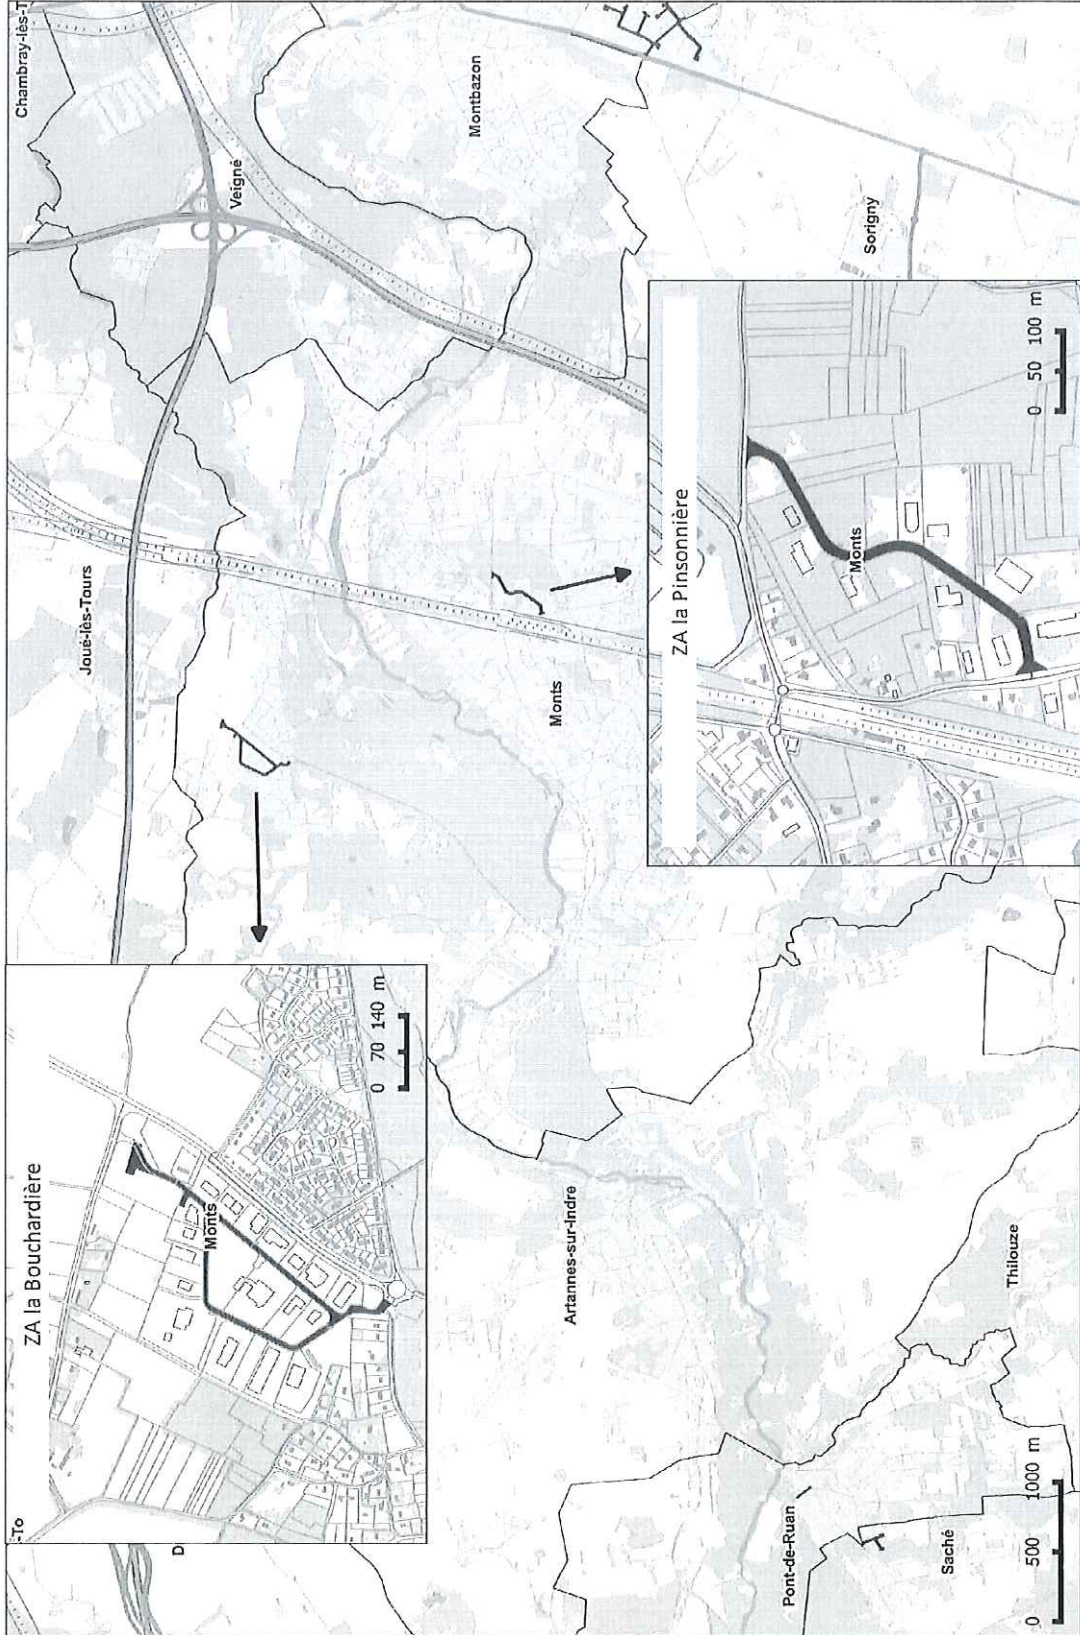 Chambray-lès-T
Montbazon
Veigné
Sorigny
Joué-lès-Tours
ZA la Pinsonnière
Monts
0 50 100 m
Monts
ZA la Bouchardière
Monts
0 70 140 m
-To
D
Artannes-sur-Indre
Thilouze
Pont-de-Ruan
Saché
0 500 1000 m